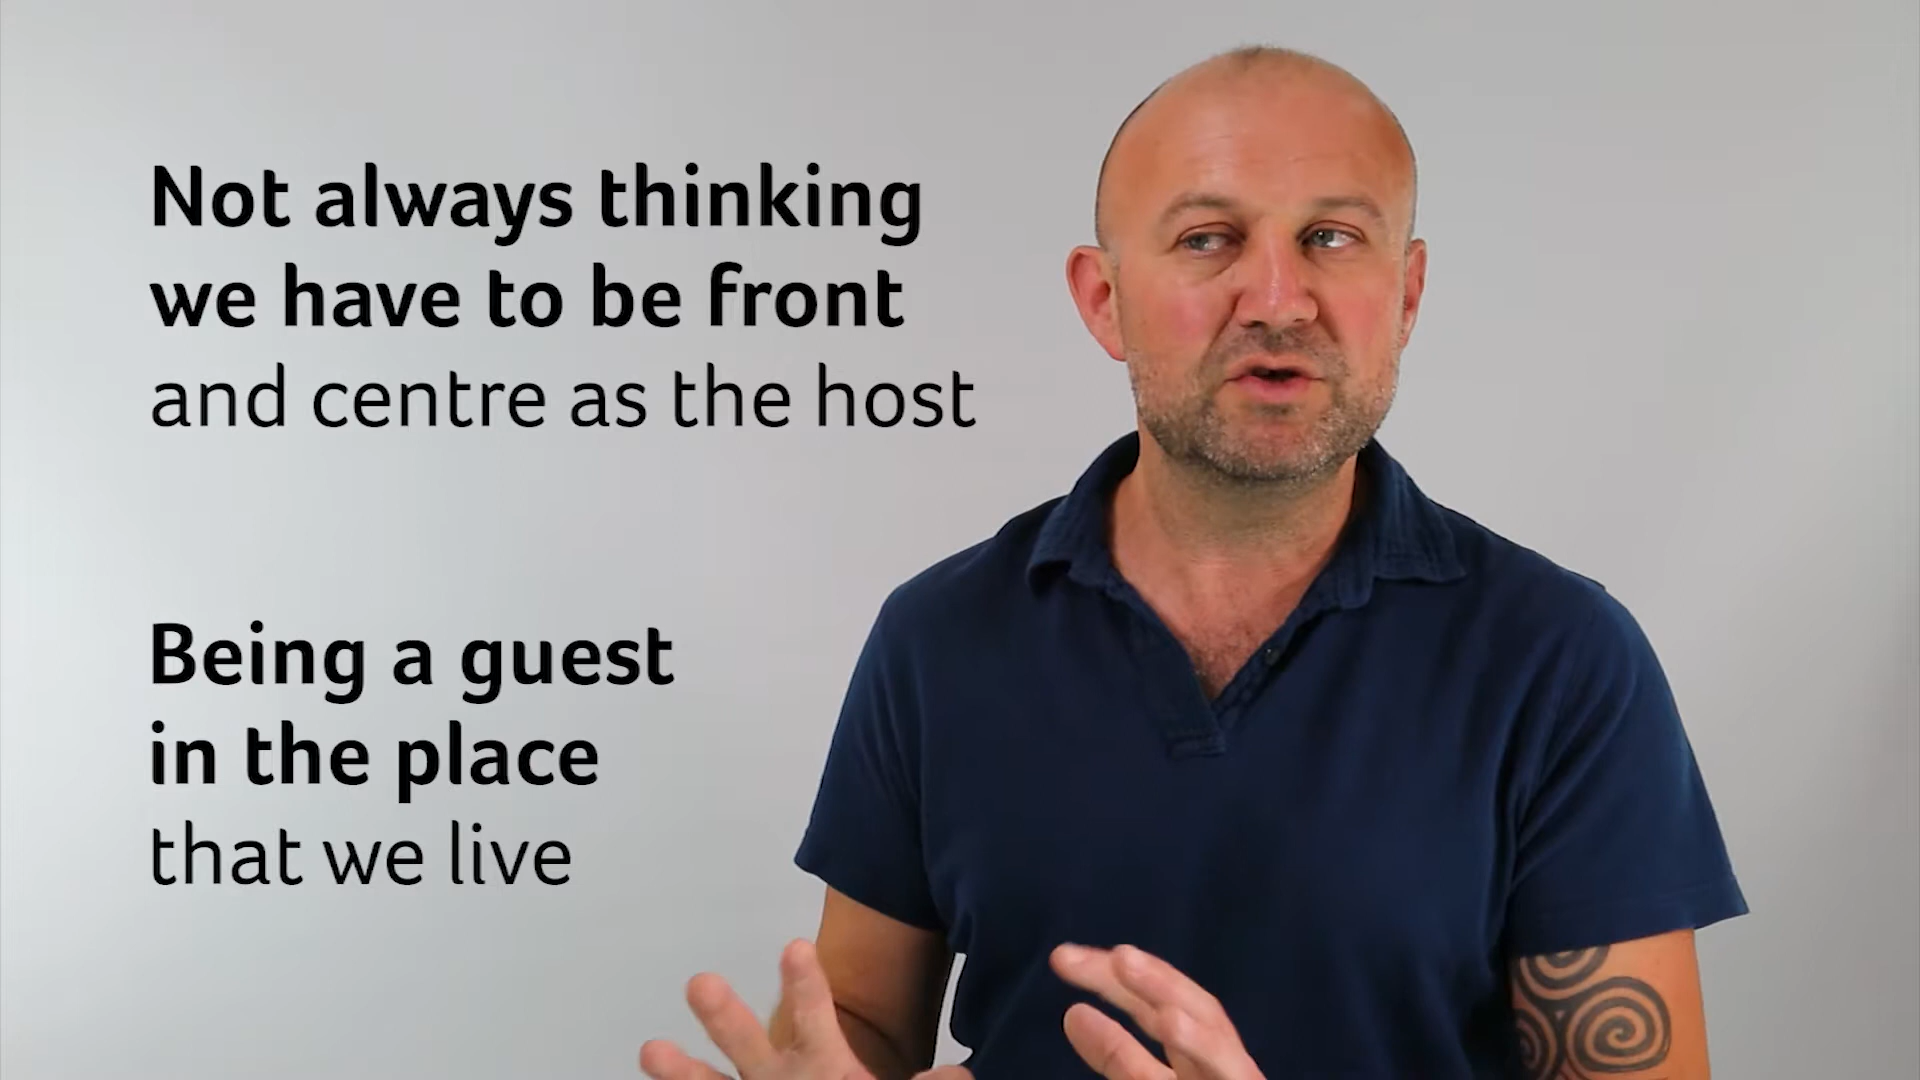 Not always thinking
we have to be front
and centre as the host
Being a guest
in the place
that we live